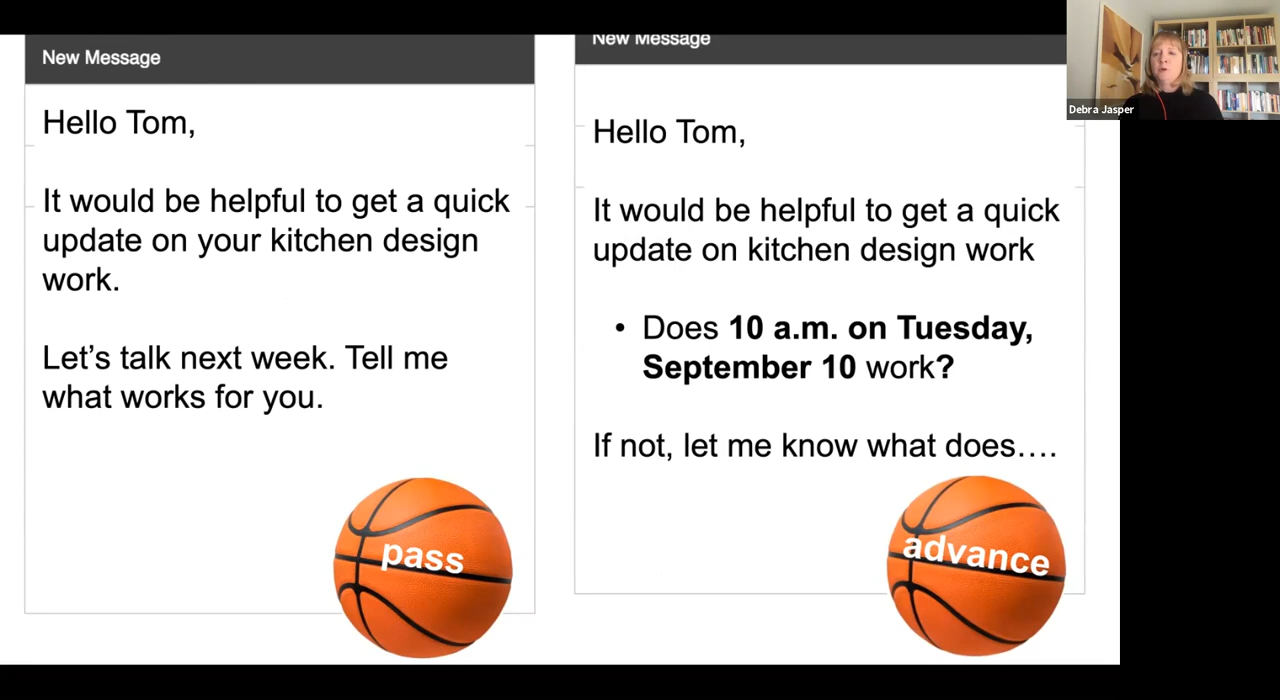 New Message
Hello Tom,
It would be helpful to get a quick
update on your kitchen design
work.
Let’s talk next week. Tell me
what works for you.
pass
New Message
Hello Tom,
It would be helpful to get a quick
update on kitchen design work
• Does 10 a.m. on Tuesday,
September 10 work?
If not, let me know what does….
advance
Debra Jasper